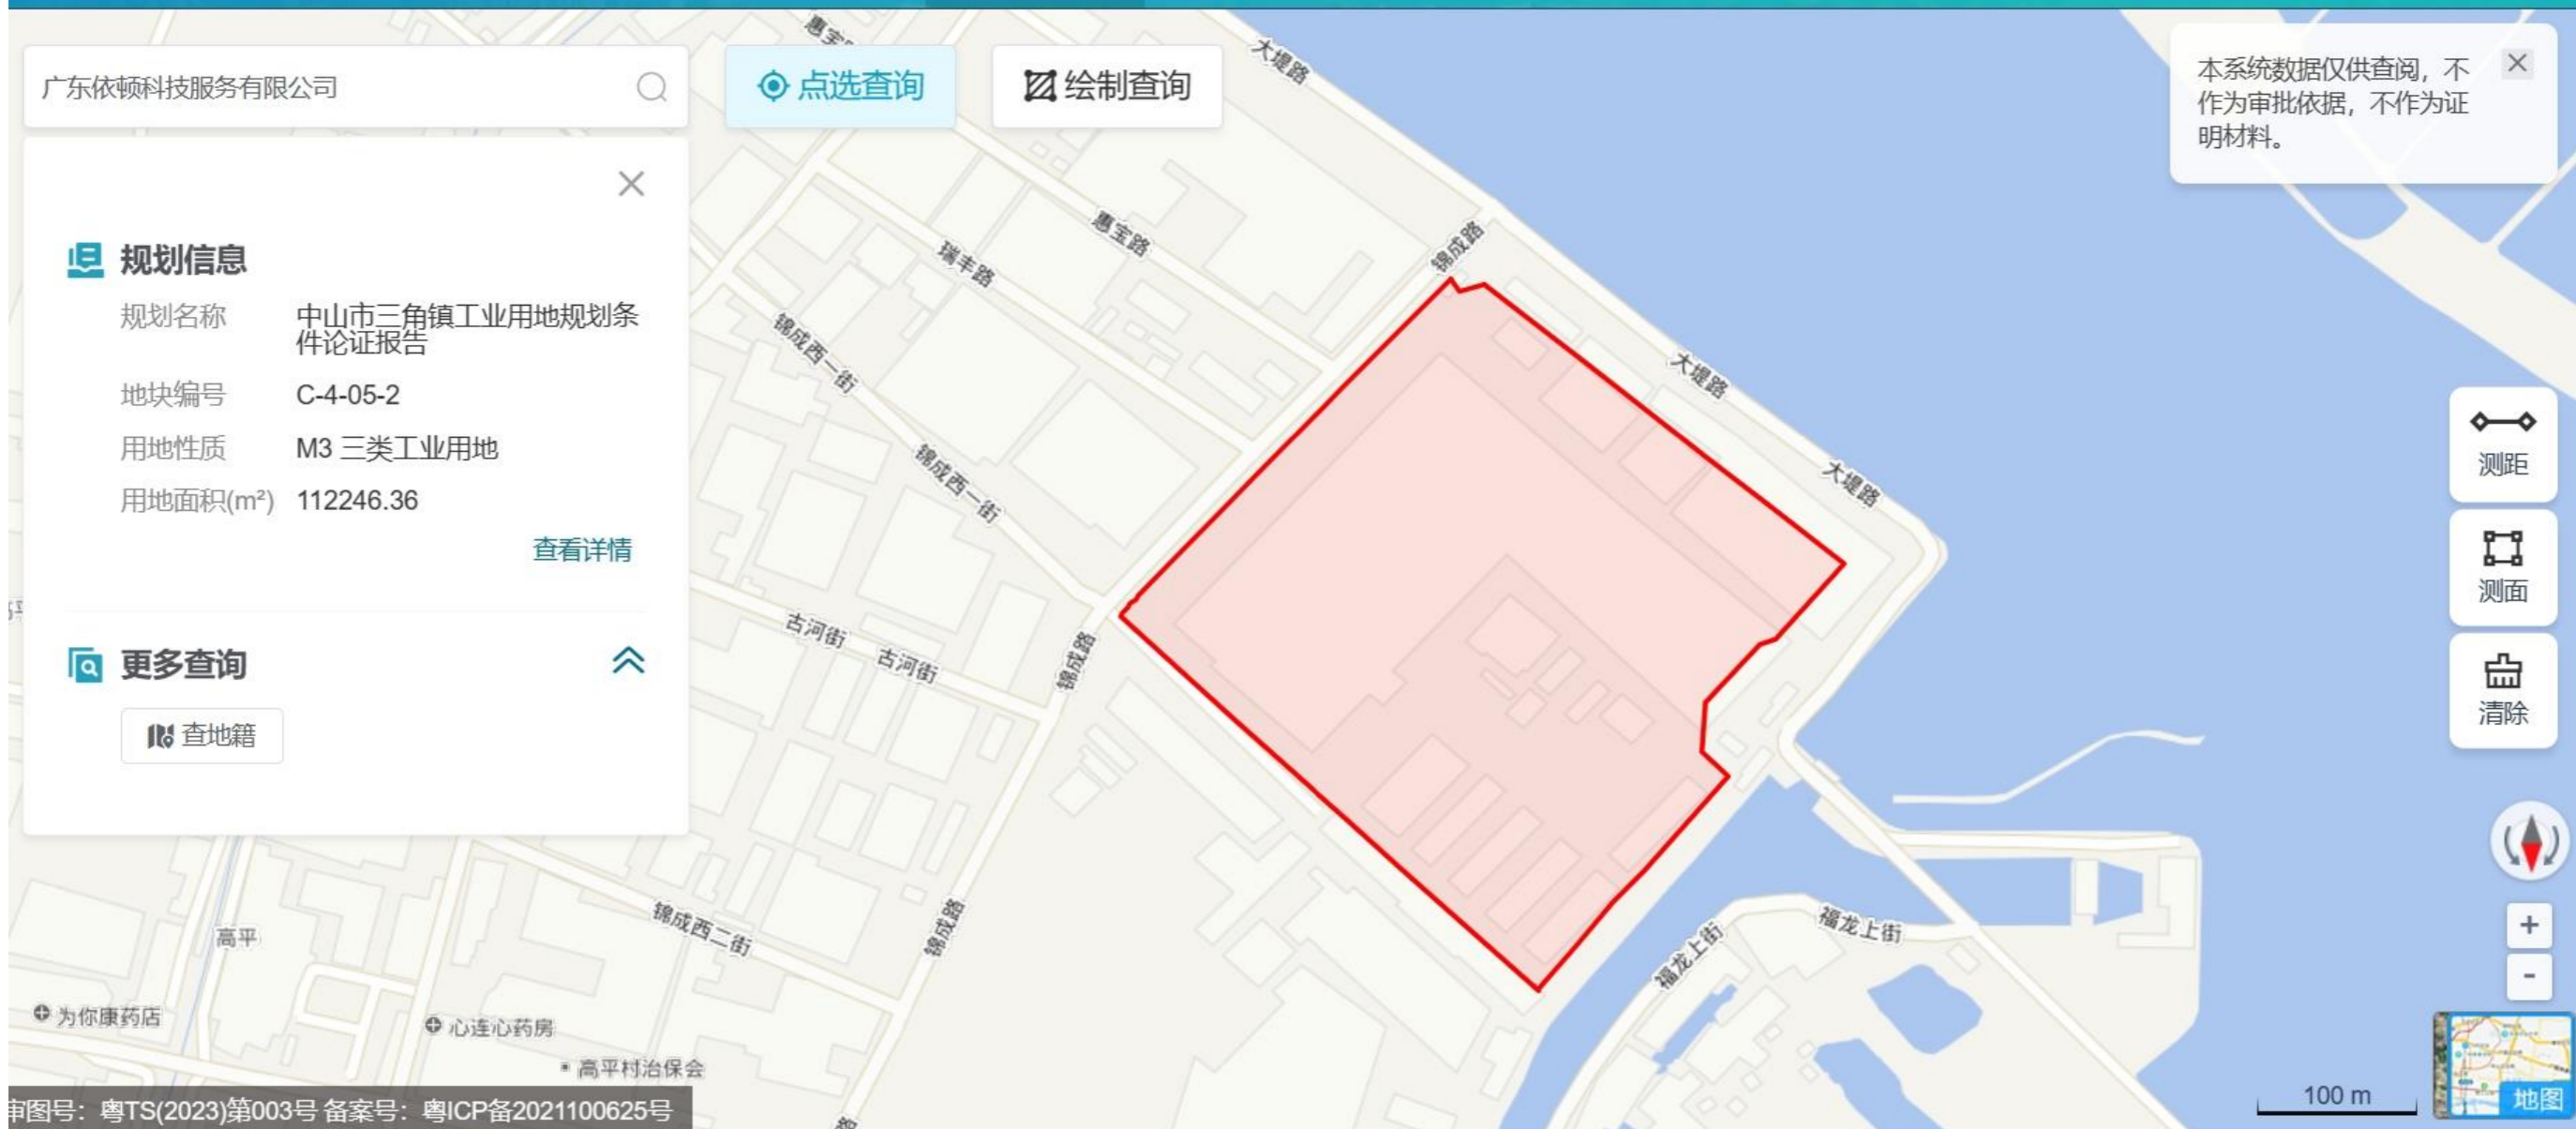 广东依顿科技服务有限公司
点选查询
绘制查询
本系统数据仅供查阅，不
作为审批依据，不作为证
明材料。
规划信息
规划名称 中山市三角镇工业用地规划条
件论证报告
地块编号 C-4-05-2
用地性质 M3 三类工业用地
用地面积(m²) 112246.36
查看详情
更多查询
查地籍
大堤路
惠宝路
锦成路
瑞丰路
锦成西一街
大堤路
锦成西一街
大堤路
古河街
古河街
锦成路
锦成西二街
锦成路
福龙上街
福龙上街
高平
为你康药店
心连心药房
高平村治保会
测距
测面
清除
+
-
100 m
地图
审图号：粤TS(2023)第003号 备案号：粤ICP备2021100625号